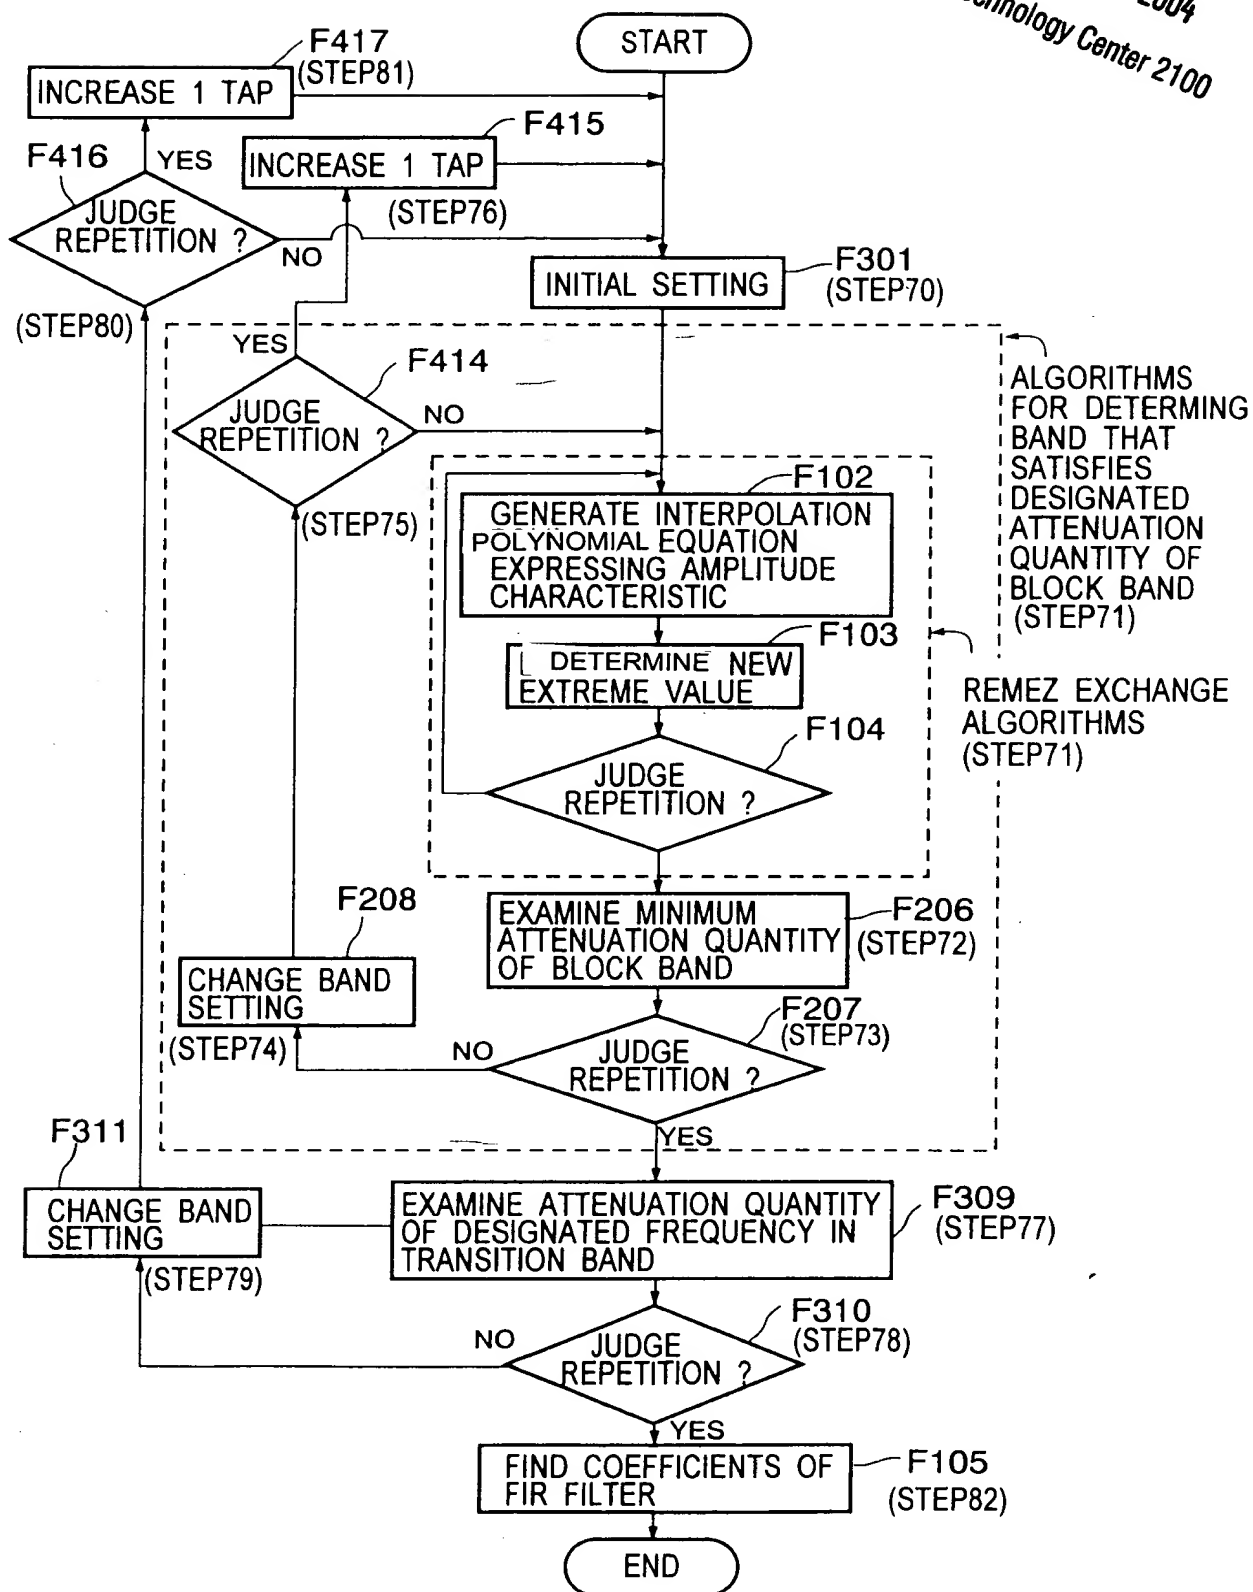 2004
Technology Center 2100
START
F417
(STEP81)
INCREASE 1 TAP
F415
INCREASE 1 TAP
(STEP76)
F416
YES
JUDGE
REPETITION ?
NO
(STEP80)
F301
(STEP70)
INITIAL SETTING
YES
F414
JUDGE
REPETITION ?
NO
(STEP75)
ALGORITHMS
FOR DETERMING
BAND THAT
SATISFIES
DESIGNATED
ATTENUATION
QUANTITY OF
BLOCK BAND
(STEP71)
F102
GENERATE INTERPOLATION
POLYNOMIAL EQUATION
EXPRESSING AMPLITUDE
CHARACTERISTIC
F103
DETERMINE NEW
EXTREME VALUE
REMEZ EXCHANGE
ALGORITHMS
(STEP71)
F104
JUDGE
REPETITION ?
F208
CHANGE BAND
SETTING
(STEP74)
F206
(STEP72)
EXAMINE MINIMUM
ATTENUATION QUANTITY
OF BLOCK BAND
F207
(STEP73)
NO
JUDGE
REPETITION ?
YES
F311
CHANGE BAND
SETTING
(STEP79)
EXAMINE ATTENUATION QUANTITY
OF DESIGNATED FREQUENCY IN
TRANSITION BAND
F309
(STEP77)
F310
(STEP78)
NO
JUDGE
REPETITION ?
YES
FIND COEFFICIENTS OF
FIR FILTER
F105
(STEP82)
END